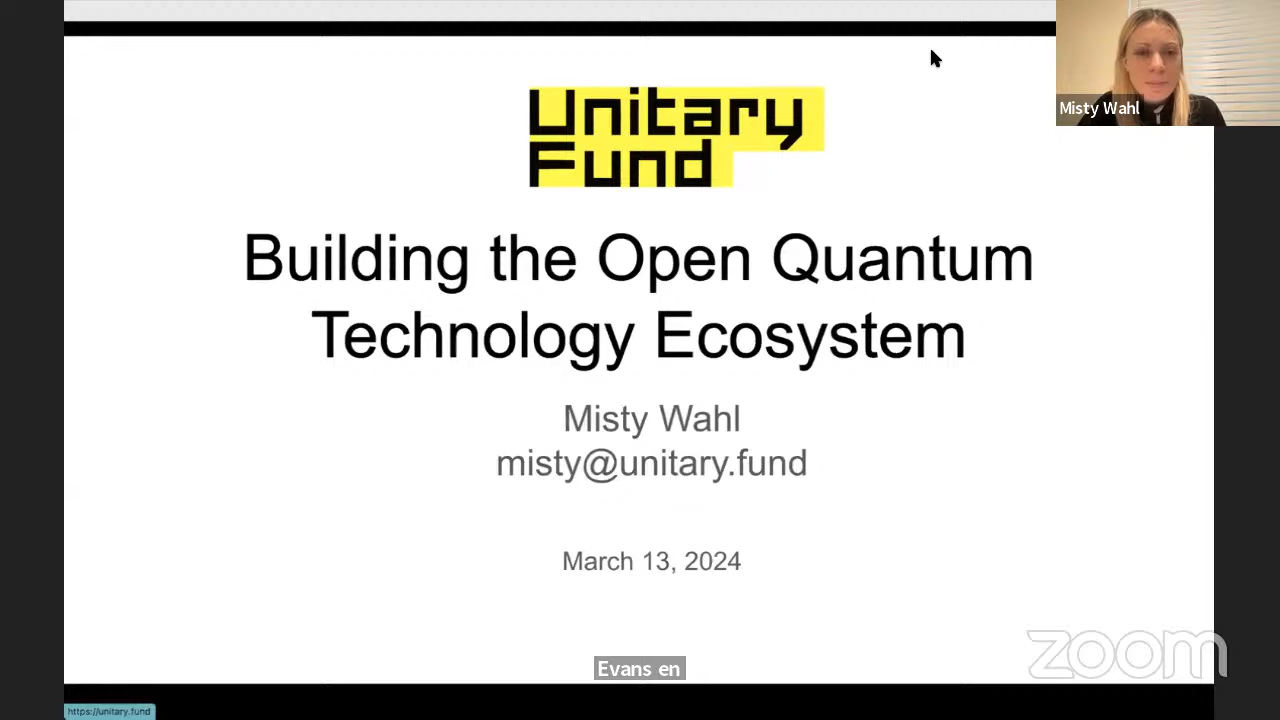 Misty Wahl
Unitary
Fund
Building the Open Quantum
Technology Ecosystem
Misty Wahl
misty@unitary.fund
March 13, 2024
zoom
Evans en
https://unitary.fund